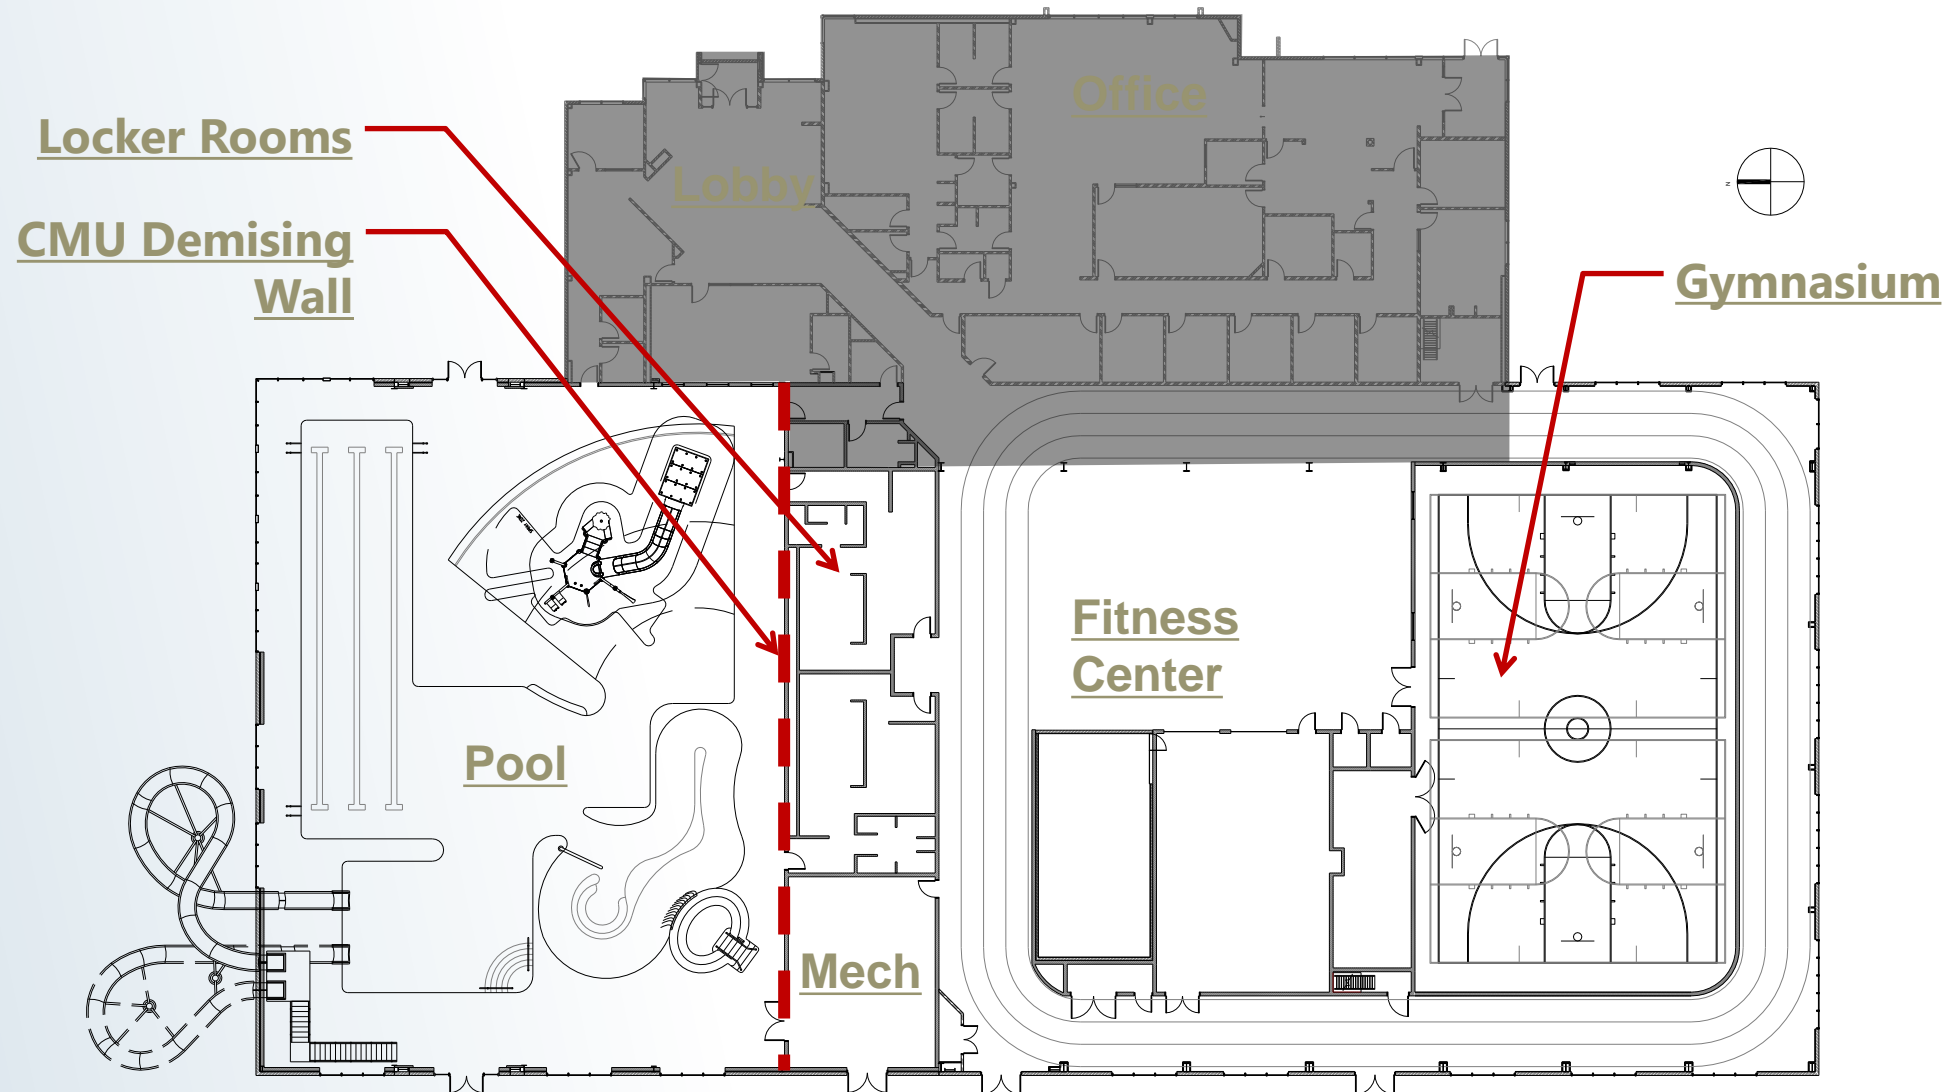 Office
Locker Rooms
Lobby
N
CMU Demising
Wall
Gymnasium
Fitness
Center
Pool
Mech